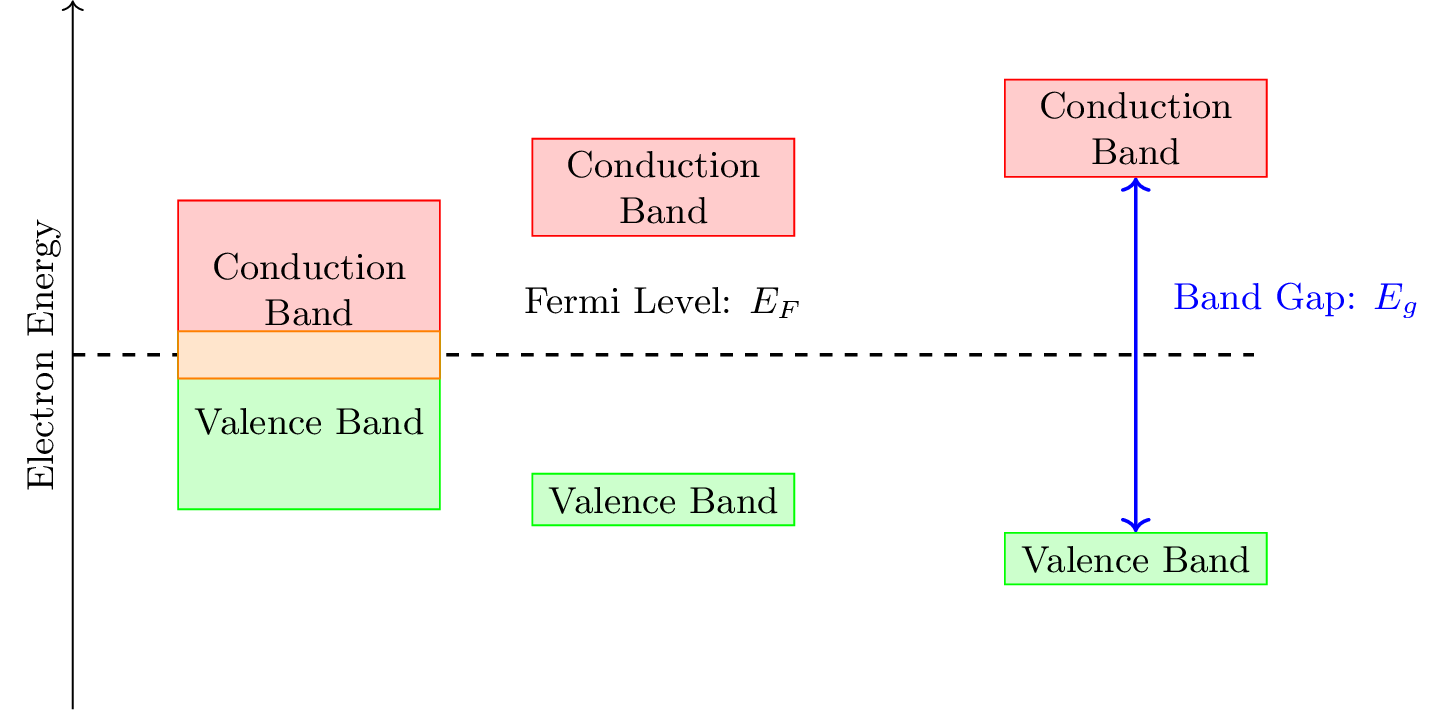 Electron Energy
Conduction
Band
Valence Band
Conduction
Band
Fermi Level: E_F
Valence Band
Conduction
Band
Band Gap: E_g
Valence Band